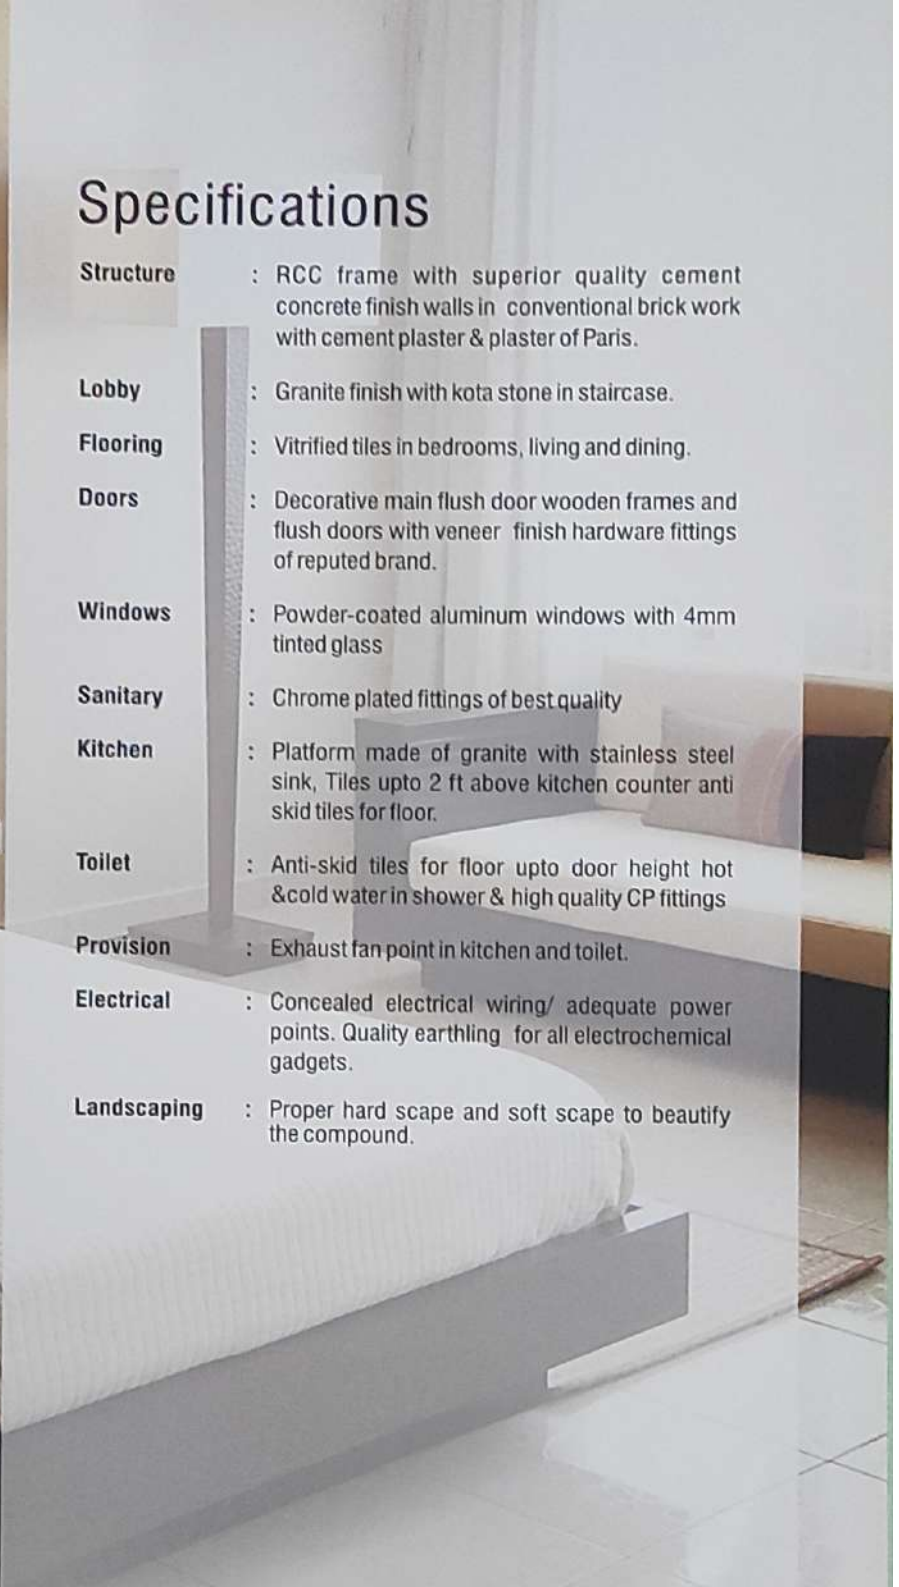 Specifications
Structure : RCC frame with superior quality cement
concrete finish walls in conventional brick work
with cement plaster & plaster of Paris.
Lobby : Granite finish with kota stone in staircase.
Flooring : Vitrified tiles in bedrooms, living and dining.
Doors : Decorative main flush door wooden frames and
flush doors with veneer finish hardware fittings
of reputed brand.
Windows : Powder-coated aluminum windows with 4mm
tinted glass
Sanitary : Chrome plated fittings of best quality
Kitchen : Platform made of granite with stainless steel
sink, Tiles upto 2 ft above kitchen counter anti
skid tiles for floor.
Toilet : Anti-skid tiles for floor upto door height hot
&cold water in shower & high quality CP fittings
Provision : Exhaust fan point in kitchen and toilet.
Electrical : Concealed electrical wiring/ adequate power
points. Quality earthling for all electrochemical
gadgets.
Landscaping : Proper hard scape and soft scape to beautify
the compound.